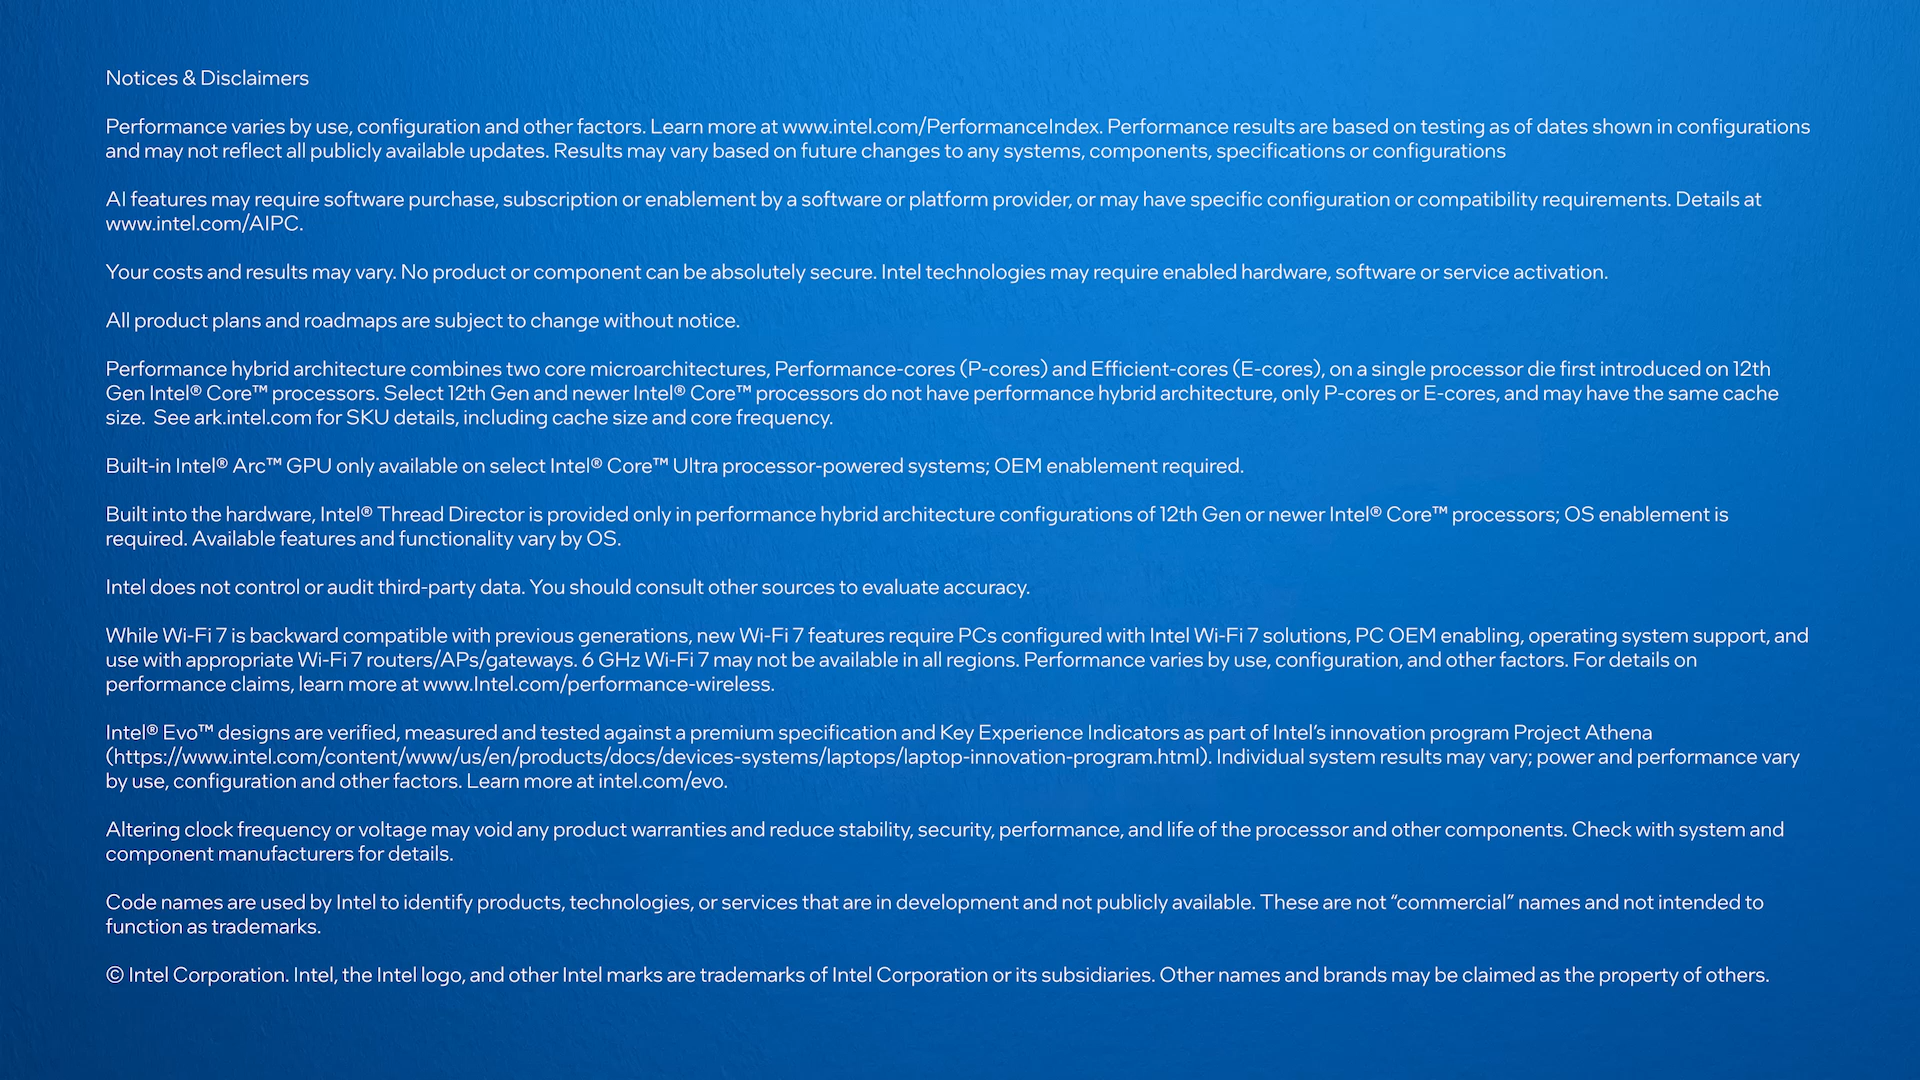 Notices & Disclaimers
Performance varies by use, configuration and other factors. Learn more at www.intel.com/PerformanceIndex. Performance results are based on testing as of dates shown in configurations
and may not reflect all publicly available updates. Results may vary based on future changes to any systems, components, specifications or configurations
AI features may require software purchase, subscription or enablement by a software or platform provider, or may have specific configuration or compatibility requirements. Details at
www.intel.com/AIPC.
Your costs and results may vary. No product or component can be absolutely secure. Intel technologies may require enabled hardware, software or service activation.
All product plans and roadmaps are subject to change without notice.
Performance hybrid architecture combines two core microarchitectures, Performance-cores (P-cores) and Efficient-cores (E-cores), on a single processor die first introduced on 12th
Gen Intel® Core™ processors. Select 12th Gen and newer Intel® Core™ processors do not have performance hybrid architecture, only P-cores or E-cores, and may have the same cache
size.  See ark.intel.com for SKU details, including cache size and core frequency.
Built-in Intel® Arc™ GPU only available on select Intel® Core™ Ultra processor-powered systems; OEM enablement required.
Built into the hardware, Intel® Thread Director is provided only in performance hybrid architecture configurations of 12th Gen or newer Intel® Core™ processors; OS enablement is
required. Available features and functionality vary by OS.
Intel does not control or audit third-party data. You should consult other sources to evaluate accuracy.
While Wi-Fi 7 is backward compatible with previous generations, new Wi-Fi 7 features require PCs configured with Intel Wi-Fi 7 solutions, PC OEM enabling, operating system support, and
use with appropriate Wi-Fi 7 routers/APs/gateways. 6 GHz Wi-Fi 7 may not be available in all regions. Performance varies by use, configuration, and other factors. For details on
performance claims, learn more at www.Intel.com/performance-wireless.
Intel® Evo™ designs are verified, measured and tested against a premium specification and Key Experience Indicators as part of Intel’s innovation program Project Athena
(https://www.intel.com/content/www/us/en/products/docs/devices-systems/laptops/laptop-innovation-program.html). Individual system results may vary; power and performance vary
by use, configuration and other factors. Learn more at intel.com/evo.
Altering clock frequency or voltage may void any product warranties and reduce stability, security, performance, and life of the processor and other components. Check with system and
component manufacturers for details.
Code names are used by Intel to identify products, technologies, or services that are in development and not publicly available. These are not “commercial” names and not intended to
function as trademarks.
© Intel Corporation. Intel, the Intel logo, and other Intel marks are trademarks of Intel Corporation or its subsidiaries. Other names and brands may be claimed as the property of others.